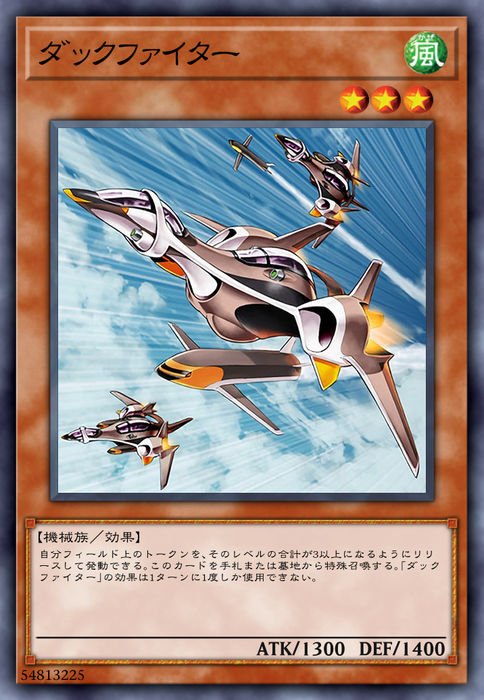 ダックファイター
かぜ
風
【機械族／効果】
自分フィールド上のトークンを、そのレベルの合計が3以上になるようにリリ
ースして発動できる。このカードを手札または墓地から特殊召喚する。「ダック
ファイター」の効果は1ターンに1度しか使用できない。
ATK/1300 DEF/1400
54813225